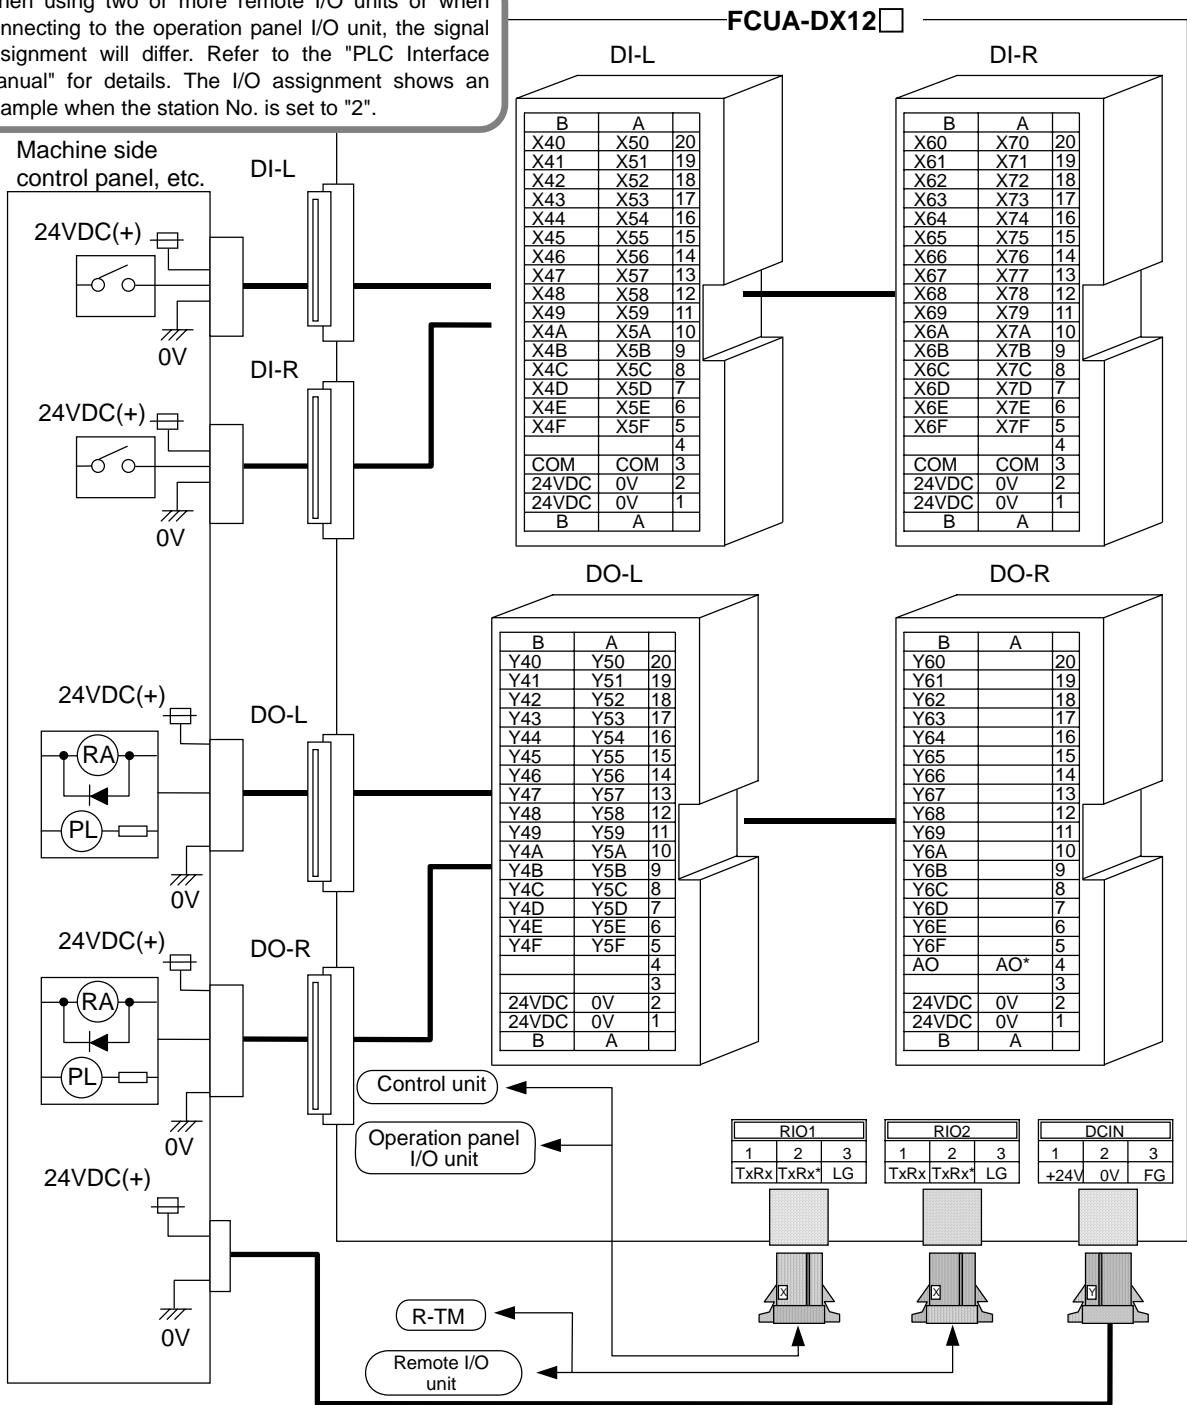 when using two or more remote I/O units or when
connecting to the operation panel I/O unit, the signal
assignment will differ. Refer to the "PLC Interface
Manual" for details. The I/O assignment shows an
example when the station No. is set to "2".
FCUA-DX12□
DI-L
DI-R
B A
X40 X50 20
X41 X51 19
X42 X52 18
X43 X53 17
X44 X54 16
X45 X55 15
X46 X56 14
X47 X57 13
X48 X58 12
X49 X59 11
X4A X5A 10
X4B X5B 9
X4C X5C 8
X4D X5D 7
X4E X5E 6
X4F X5F 5
4
COM COM 3
24VDC 0V 2
24VDC 0V 1
B A
B A
X60 X70 20
X61 X71 19
X62 X72 18
X63 X73 17
X64 X74 16
X65 X75 15
X66 X76 14
X67 X77 13
X68 X78 12
X69 X79 11
X6A X7A 10
X6B X7B 9
X6C X7C 8
X6D X7D 7
X6E X7E 6
X6F X7F 5
4
COM COM 3
24VDC 0V 2
24VDC 0V 1
B A
Machine side
control panel, etc.
DI-L
24VDC(+)
0V
DI-R
24VDC(+)
0V
DO-L
DO-R
B A
Y40 Y50 20
Y41 Y51 19
Y42 Y52 18
Y43 Y53 17
Y44 Y54 16
Y45 Y55 15
Y46 Y56 14
Y47 Y57 13
Y48 Y58 12
Y49 Y59 11
Y4A Y5A 10
Y4B Y5B 9
Y4C Y5C 8
Y4D Y5D 7
Y4E Y5E 6
Y4F Y5F 5
4
3
24VDC 0V 2
24VDC 0V 1
B A
B A
Y60 20
Y61 19
Y62 18
Y63 17
Y64 16
Y65 15
Y66 14
Y67 13
Y68 12
Y69 11
Y6A 10
Y6B 9
Y6C 8
Y6D 7
Y6E 6
Y6F 5
AO AO* 4
3
24VDC 0V 2
24VDC 0V 1
B A
24VDC(+)
DO-L
RA
PL
0V
24VDC(+)
DO-R
RA
PL
0V
24VDC(+)
0V
Control unit
Operation panel
I/O unit
RIO1
1 2 3
TxRx TxRx* LG
RIO2
1 2 3
TxRx TxRx* LG
DCIN
1 2 3
+24V 0V FG
X
X
Y
R-TM
Remote I/O
unit